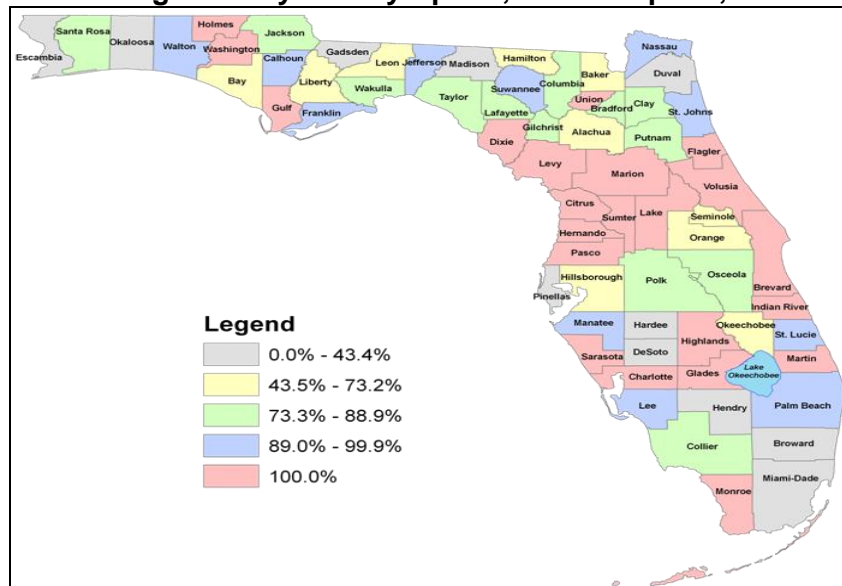 Holmes
Santa Rosa
Jackson
Okaloosa
Walton
Washington
Gadsden
Hamilton
Nassau
Escambia
Calhoun
Leon
Jefferson
Madison
Baker
Duval
Bay
Liberty
Wakulla
Taylor
Suwannee
Columbia
Union
Bradford
Clay
St. Johns
Gulf
Franklin
Lafayette
Gilchrist
Alachua
Putnam
Dixie
Flagler
Levy
Marion
Volusia
Citrus
Sumter
Lake
Seminole
Hernando
Orange
Pasco
Hillsborough
Polk
Osceola
Brevard
Pinellas
Indian River
Manatee
Hardee
Highlands
Okeechobee
St. Lucie
Sarasota
DeSoto
Martin
Charlotte
Glades
Lake
Okeechobee
Lee
Hendry
Palm Beach
Collier
Broward
Miami-Dade
Monroe
Legend
0.0% - 43.4%
43.5% - 73.2%
73.3% - 88.9%
89.0% - 99.9%
100.0%